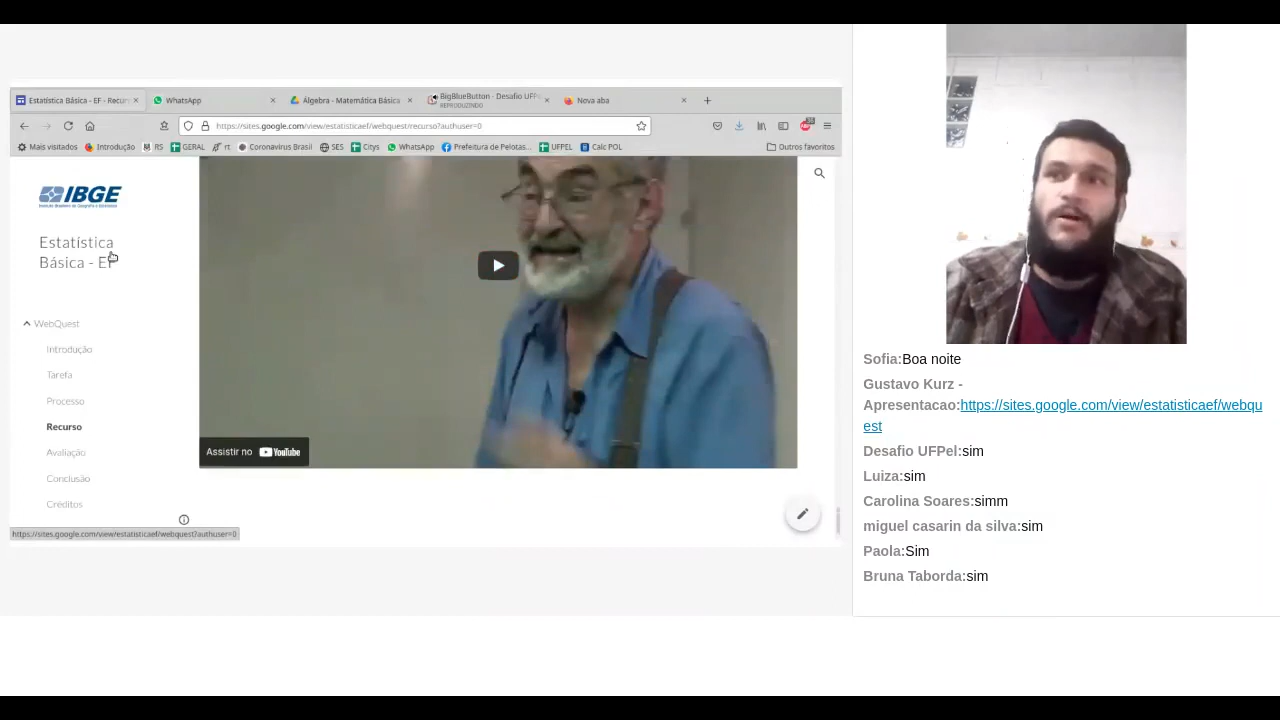 Estatística Básica - EF - Recurs
WhatsApp
Álgebra - Matemática Básica
BigBlueButton - Desafio UFPe
REPRODUZINDO
Nova aba
https://sites.google.com/view/estatisticaef/webquest/recurso?authuser=0
Mais visitados
Introdução
RS
GERAL
rt
Coronavirus Brasil
SES
Citys
WhatsApp
Prefeitura de Pelotas...
UFPEL
Calc POL
Outros favoritos
IBGE
Estatística
Básica - EF
WebQuest
Introdução
Tarefa
Processo
Recurso
Avaliação
Conclusão
Créditos
Assistir no YouTube
https://sites.google.com/view/estatisticaef/webquest?authuser=0
Sofia:Boa noite
Gustavo Kurz -
Apresentacao:https://sites.google.com/view/estatisticaef/webqu
est
Desafio UFPel:sim
Luiza:sim
Carolina Soares:simm
miguel casarin da silva:sim
Paola:Sim
Bruna Taborda:sim